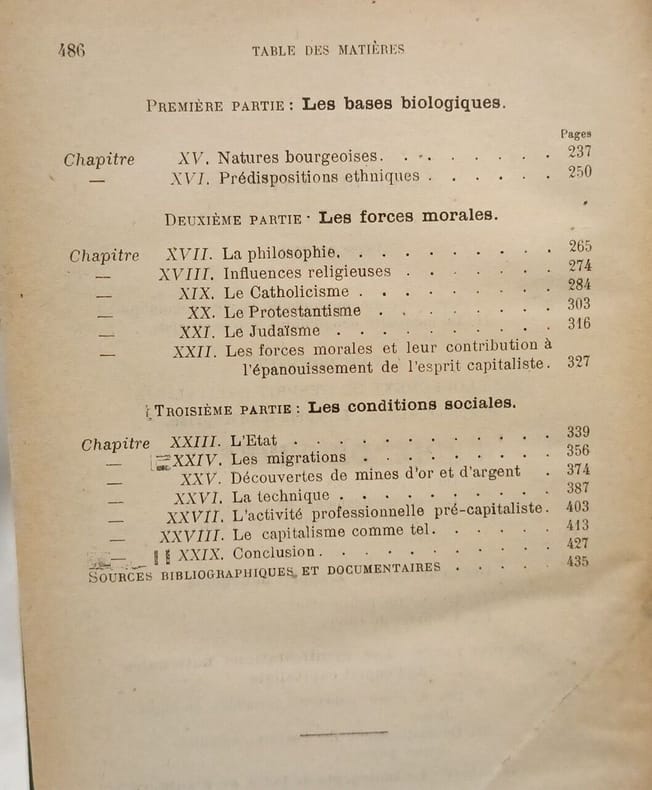 486 TABLE DES MATIÈRES
PREMIÈRE PARTIE : Les bases biologiques.
Pages
Chapitre XV. Natures bourgeoises. . . . . . . . 237
— XVI. Prédispositions ethniques . . . . . . 250
DEUXIÈME PARTIE · Les forces morales.
Chapitre XVII. La philosophie. . . . . . . . . . 265
— XVIII. Influences religieuses . . . . . . . 274
— XIX. Le Catholicisme . . . . . . . . . 284
— XX. Le Protestantisme . . . . . . . . 303
— XXI. Le Judaïsme . . . . . . . . . . 316
— XXII. Les forces morales et leur contribution à
l'épanouissement de l'esprit capitaliste. 327
TROISIÈME PARTIE : Les conditions sociales.
Chapitre XXIII. L'Etat . . . . . . . . . . . . 339
— XXIV. Les migrations . . . . . . . . . 356
— XXV. Découvertes de mines d'or et d'argent . 374
— XXVI. La technique . . . . . . . . . . 387
— XXVII. L'activité professionnelle pré-capitaliste. 403
— XXVIII. Le capitalisme comme tel. . . . . . 413
— XXIX. Conclusion. . . . . . . . . . . 427
SOURCES BIBLIOGRAPHIQUES ET DOCUMENTAIRES . . . . . 435